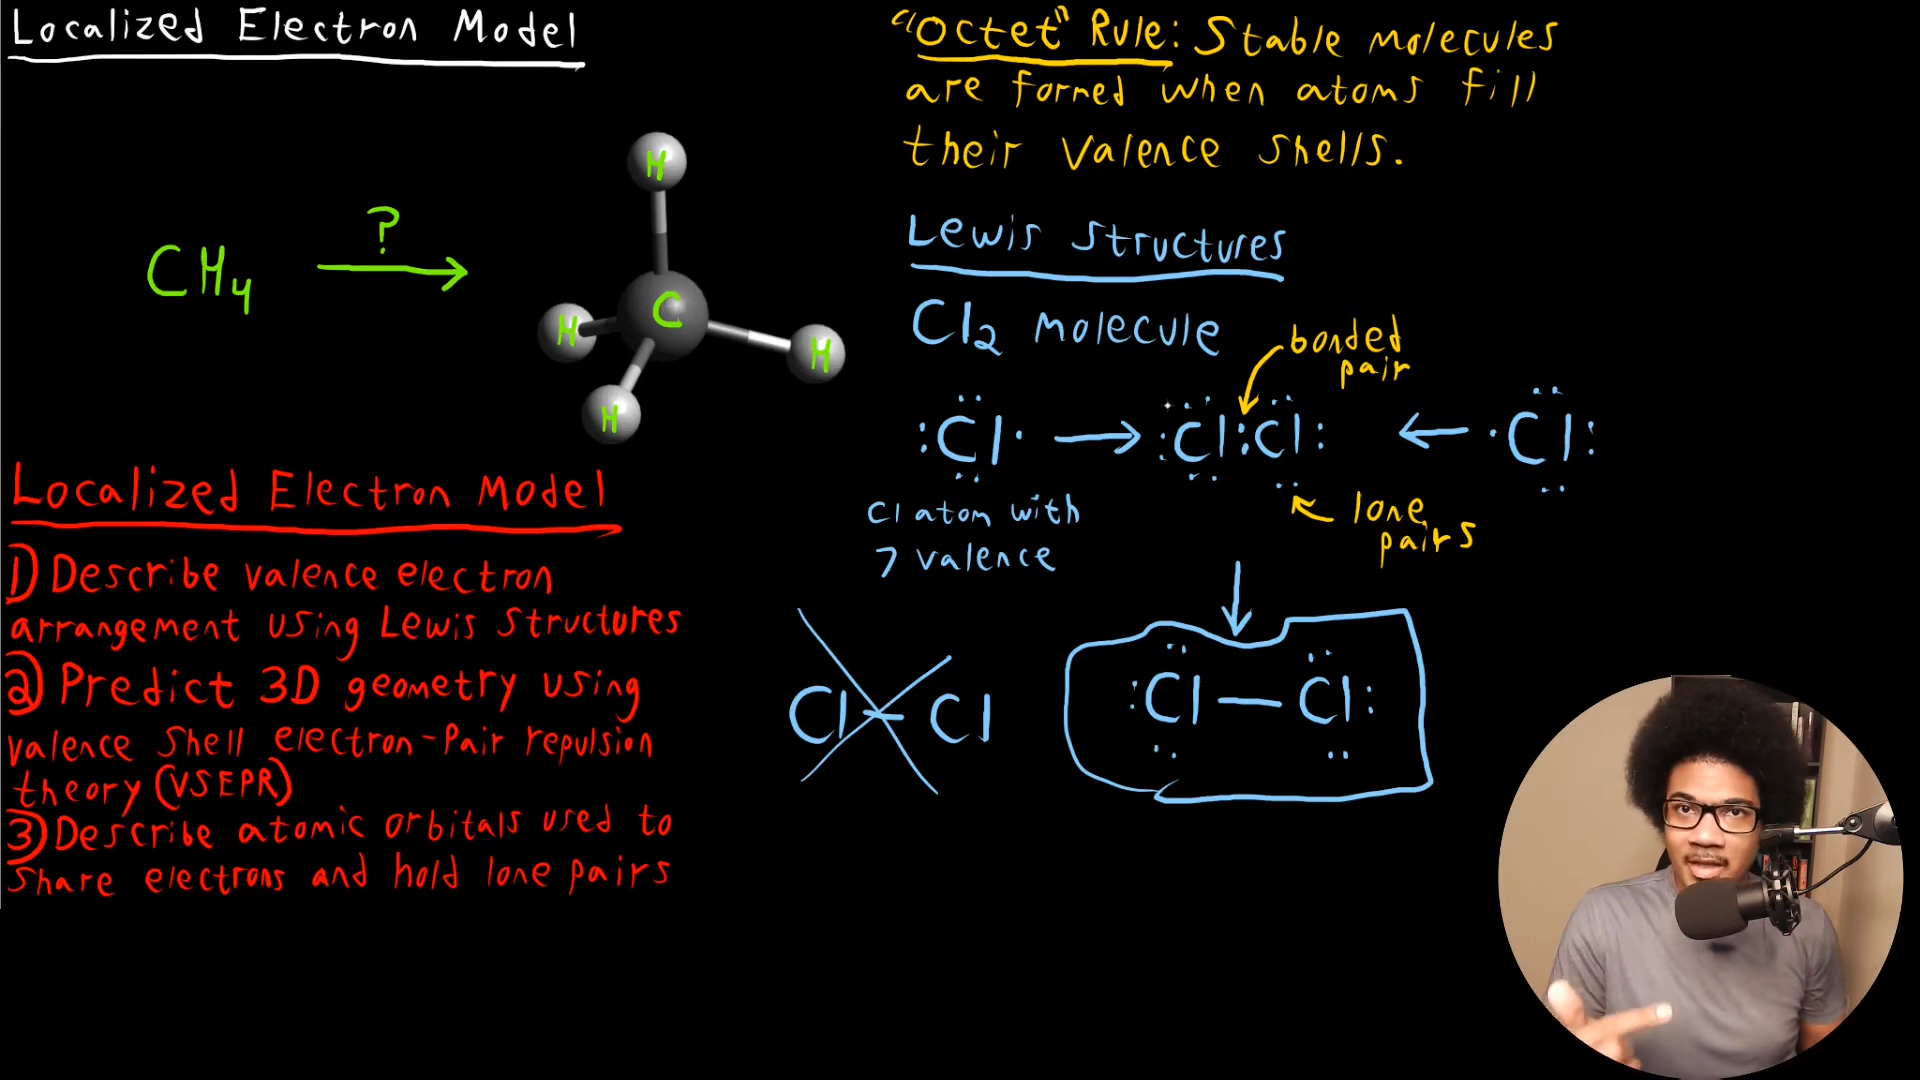 Localized Electron Model
CH₄
?
H
C
H
H
H
Localized Electron Model
1) Describe valence electron
arrangement using Lewis Structures
2) Predict 3D geometry using
valence shell electron-pair repulsion
theory (VSEPR)
3) Describe atomic orbitals used to
share electrons and hold lone pairs
"Octet" Rule: Stable molecules
are formed when atoms fill
their valence shells.
Lewis Structures
Cl₂ molecule
bonded
pair
:Cl· → :Cl:Cl: ← ·Cl:
Cl atom with
7 valence
lone
pairs
Cl — Cl
:Cl — Cl: